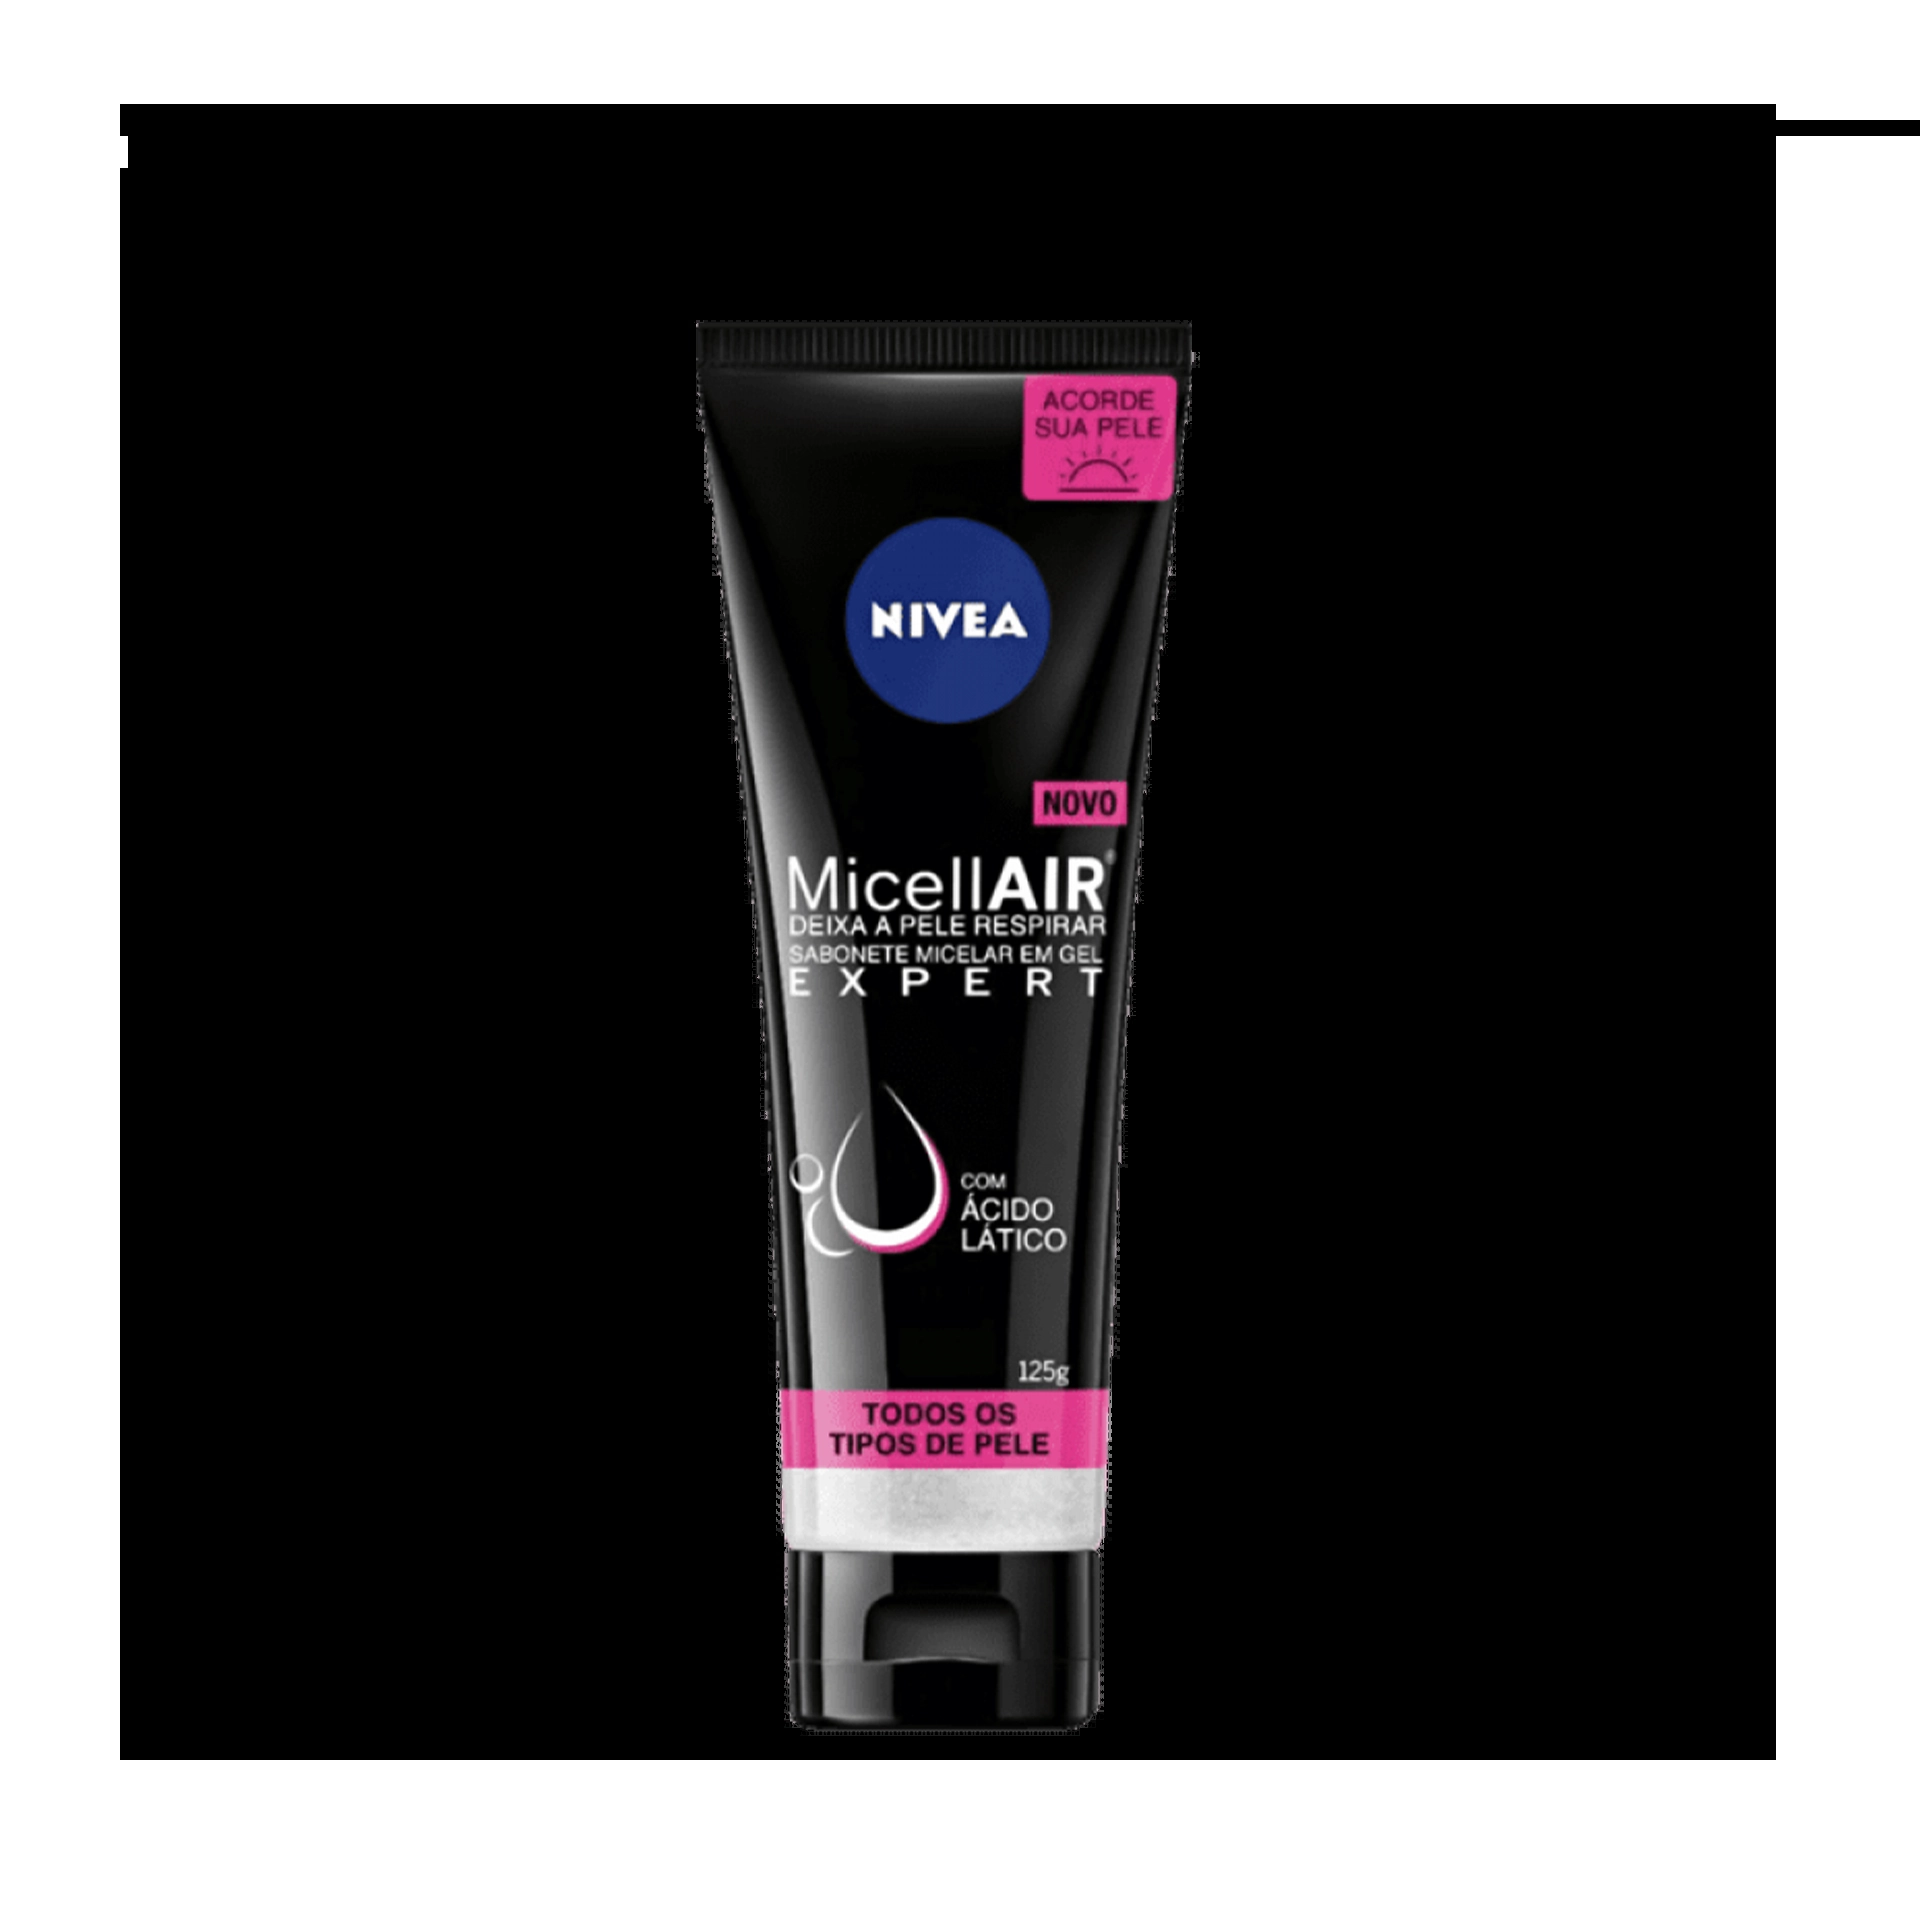 ACORDE
SUA PELE
NIVEA
NOVO
MicellAIR®
DEIXA A PELE RESPIRAR
SABONETE MICELAR EM GEL
EXPERT
COM
ÁCIDO
LÁTICO
125g
TODOS OS
TIPOS DE PELE